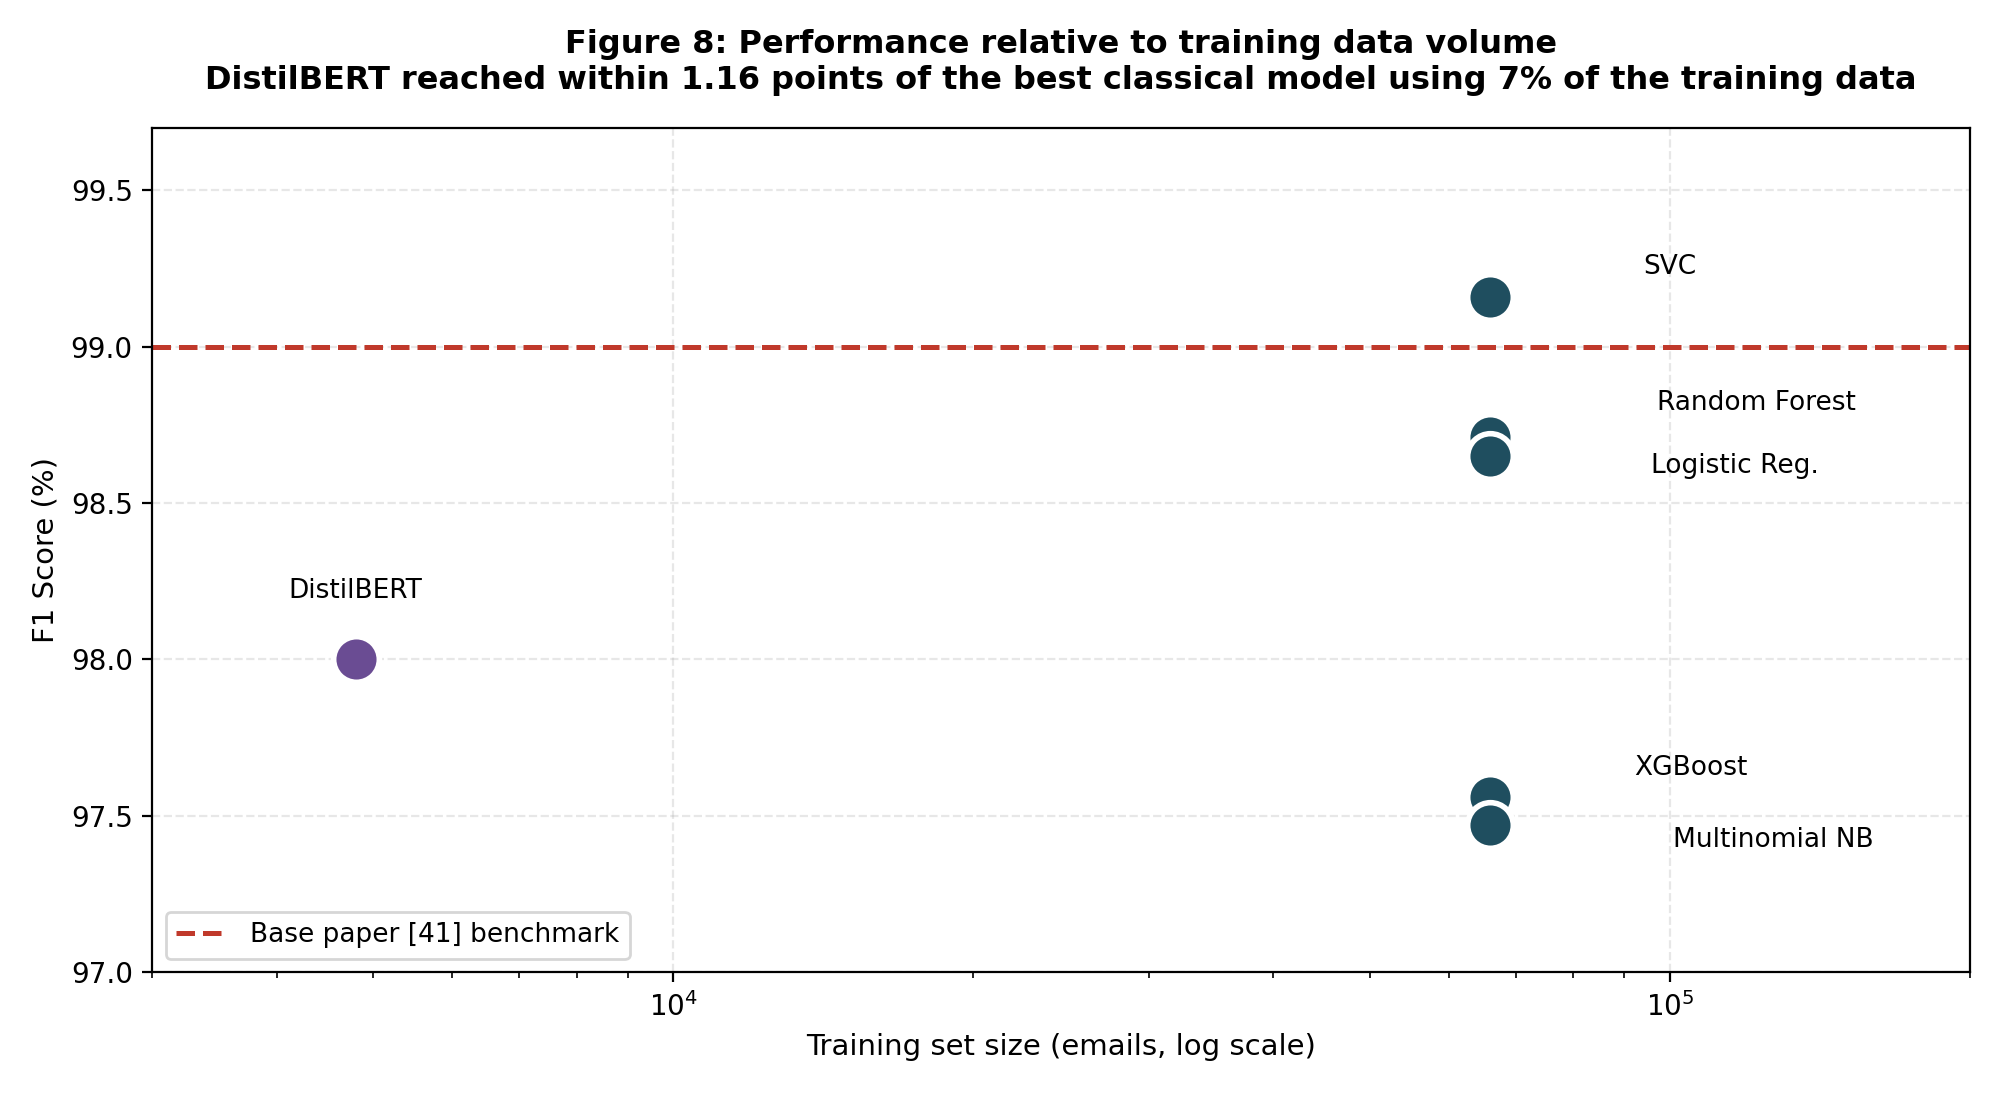 Figure 8: Performance relative to training data volume
DistilBERT reached within 1.16 points of the best classical model using 7% of the training data
99.5
99.0
98.5
98.0
97.5
97.0
F1 Score (%)
SVC
Random Forest
Logistic Reg.
DistilBERT
XGBoost
Multinomial NB
Base paper [41] benchmark
10⁴
10⁵
Training set size (emails, log scale)